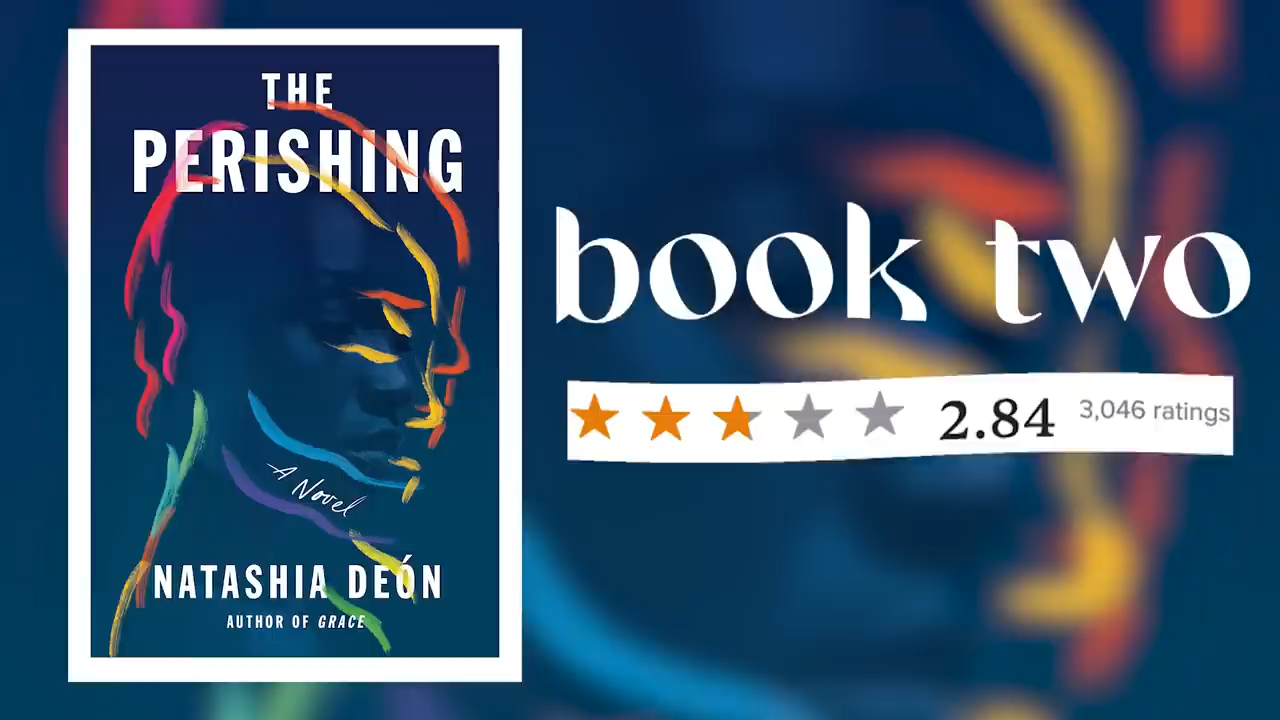 THE
PERISHING
A Novel
NATASHIA DEÓN
AUTHOR OF GRACE
book two
2.84 3,046 ratings